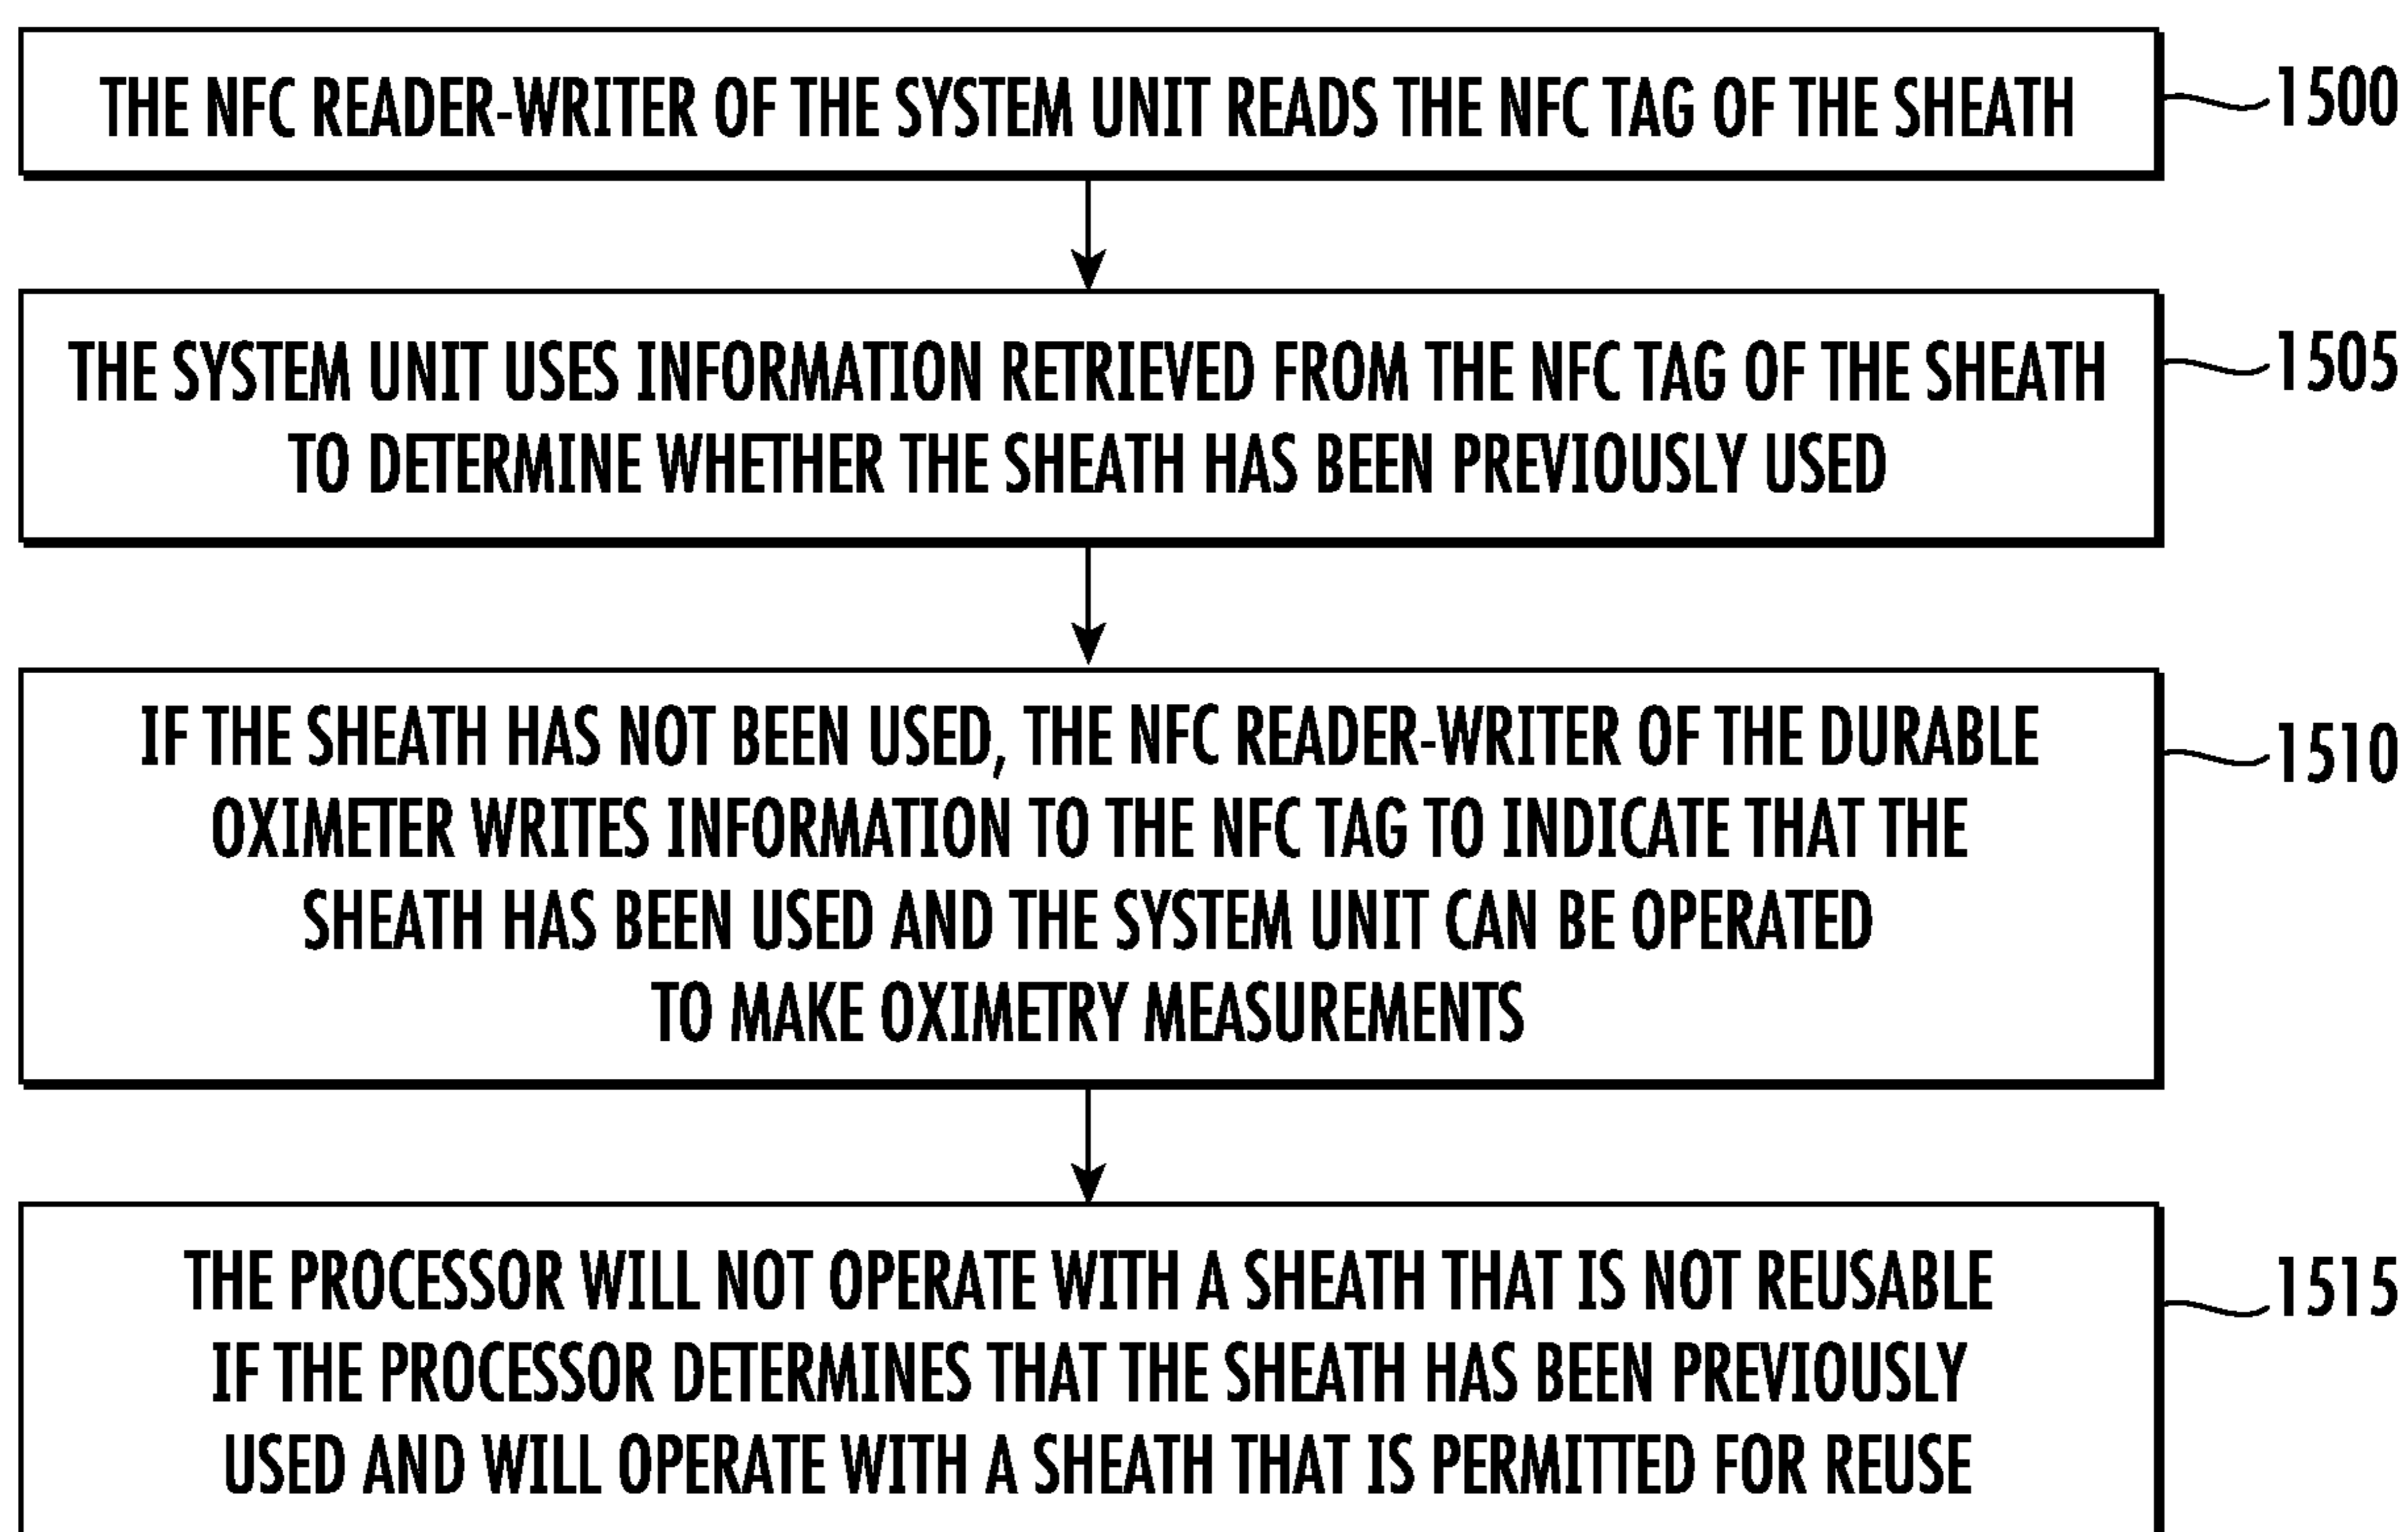 THE NFC READER-WRITER OF THE SYSTEM UNIT READS THE NFC TAG OF THE SHEATH
1500
THE SYSTEM UNIT USES INFORMATION RETRIEVED FROM THE NFC TAG OF THE SHEATH
TO DETERMINE WHETHER THE SHEATH HAS BEEN PREVIOUSLY USED
1505
IF THE SHEATH HAS NOT BEEN USED, THE NFC READER-WRITER OF THE DURABLE
OXIMETER WRITES INFORMATION TO THE NFC TAG TO INDICATE THAT THE
SHEATH HAS BEEN USED AND THE SYSTEM UNIT CAN BE OPERATED
TO MAKE OXIMETRY MEASUREMENTS
1510
THE PROCESSOR WILL NOT OPERATE WITH A SHEATH THAT IS NOT REUSABLE
IF THE PROCESSOR DETERMINES THAT THE SHEATH HAS BEEN PREVIOUSLY
USED AND WILL OPERATE WITH A SHEATH THAT IS PERMITTED FOR REUSE
1515